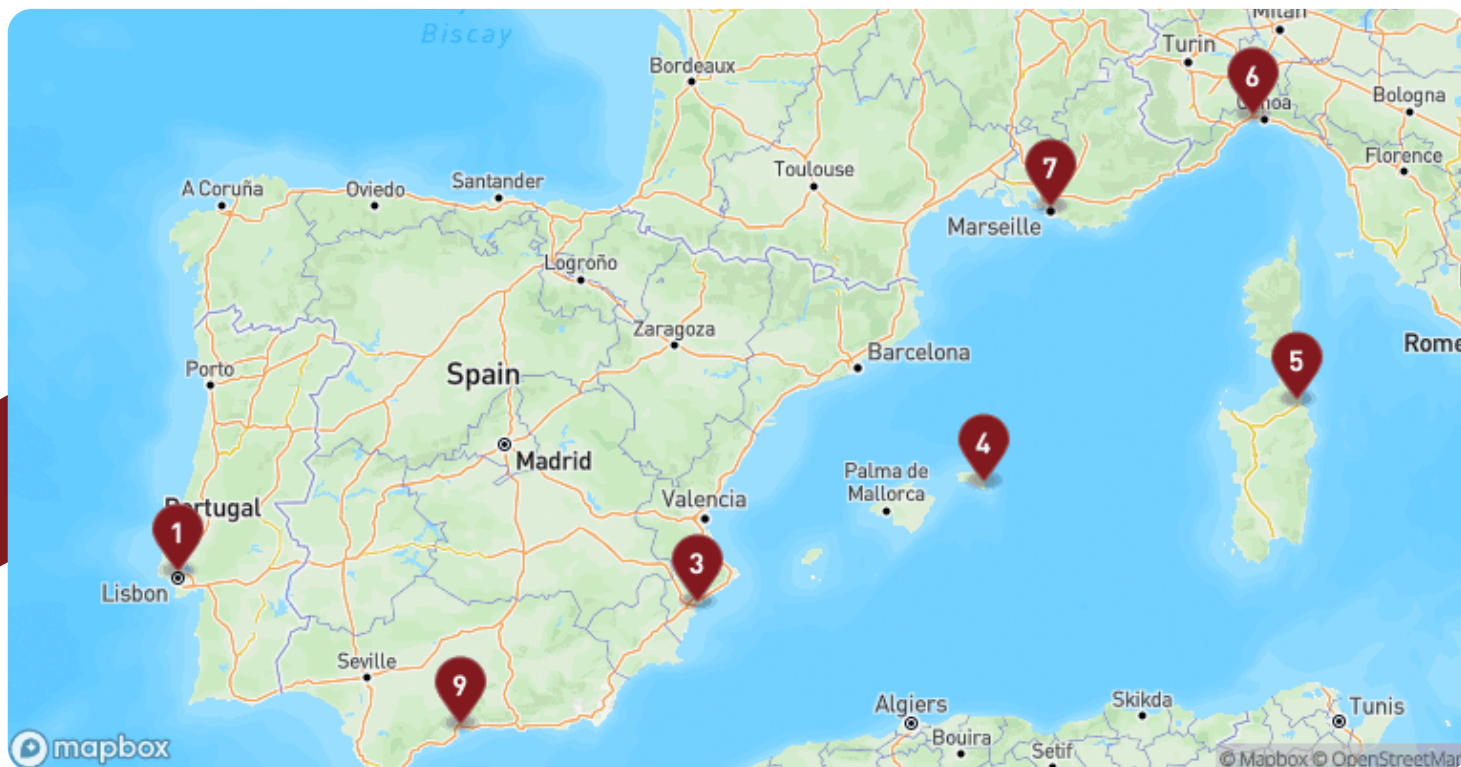 Biscay
Milan
Turin
Bordeaux
6
Genoa
Bologna
Florence
7
Toulouse
A Coruña
Oviedo
Santander
Marseille
Logroño
Zaragoza
Rome
Barcelona
5
Porto
Spain
4
Madrid
Palma de
Mallorca
Valencia
Portugal
1
3
Lisbon
Seville
9
Algiers
Skikda
Tunis
Bouira
Setif
mapbox
© Mapbox © OpenStreetMap